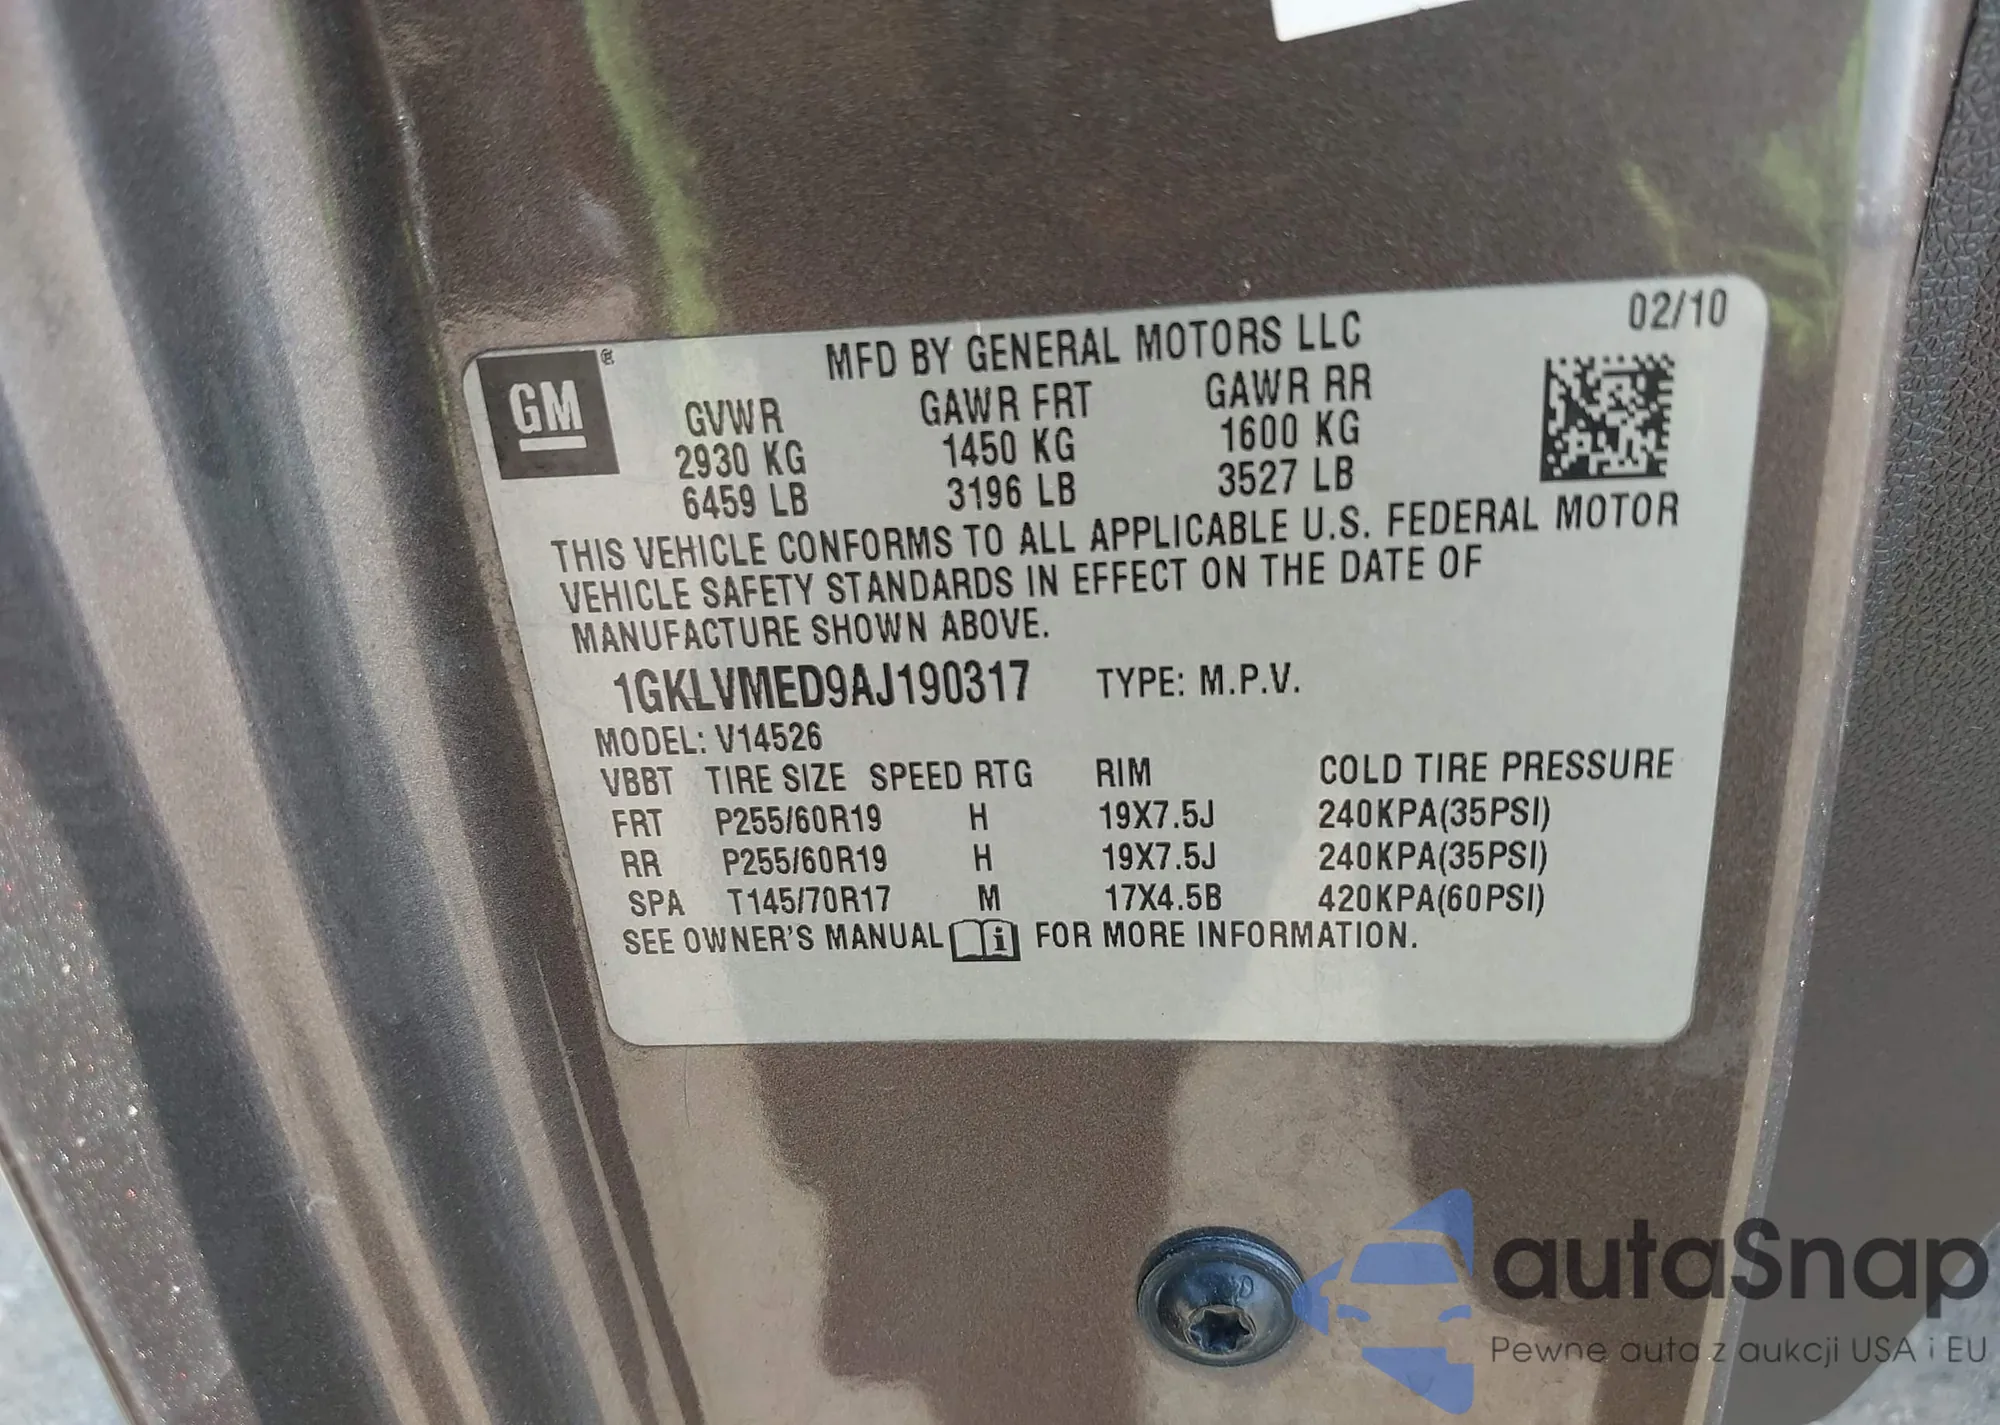 MFD BY GENERAL MOTORS LLC 02/10
GM ®
GVWR GAWR FRT GAWR RR
2930 KG 1450 KG 1600 KG
6459 LB 3196 LB 3527 LB
THIS VEHICLE CONFORMS TO ALL APPLICABLE U.S. FEDERAL MOTOR
VEHICLE SAFETY STANDARDS IN EFFECT ON THE DATE OF
MANUFACTURE SHOWN ABOVE.
1GKLVMED9AJ190317 TYPE: M.P.V.
MODEL: V14526
VBBT TIRE SIZE SPEED RTG RIM COLD TIRE PRESSURE
FRT P255/60R19 H 19X7.5J 240KPA(35PSI)
RR P255/60R19 H 19X7.5J 240KPA(35PSI)
SPA T145/70R17 M 17X4.5B 420KPA(60PSI)
SEE OWNER'S MANUAL i FOR MORE INFORMATION.
autoSnap
Pewne auta z aukcji USA i EU